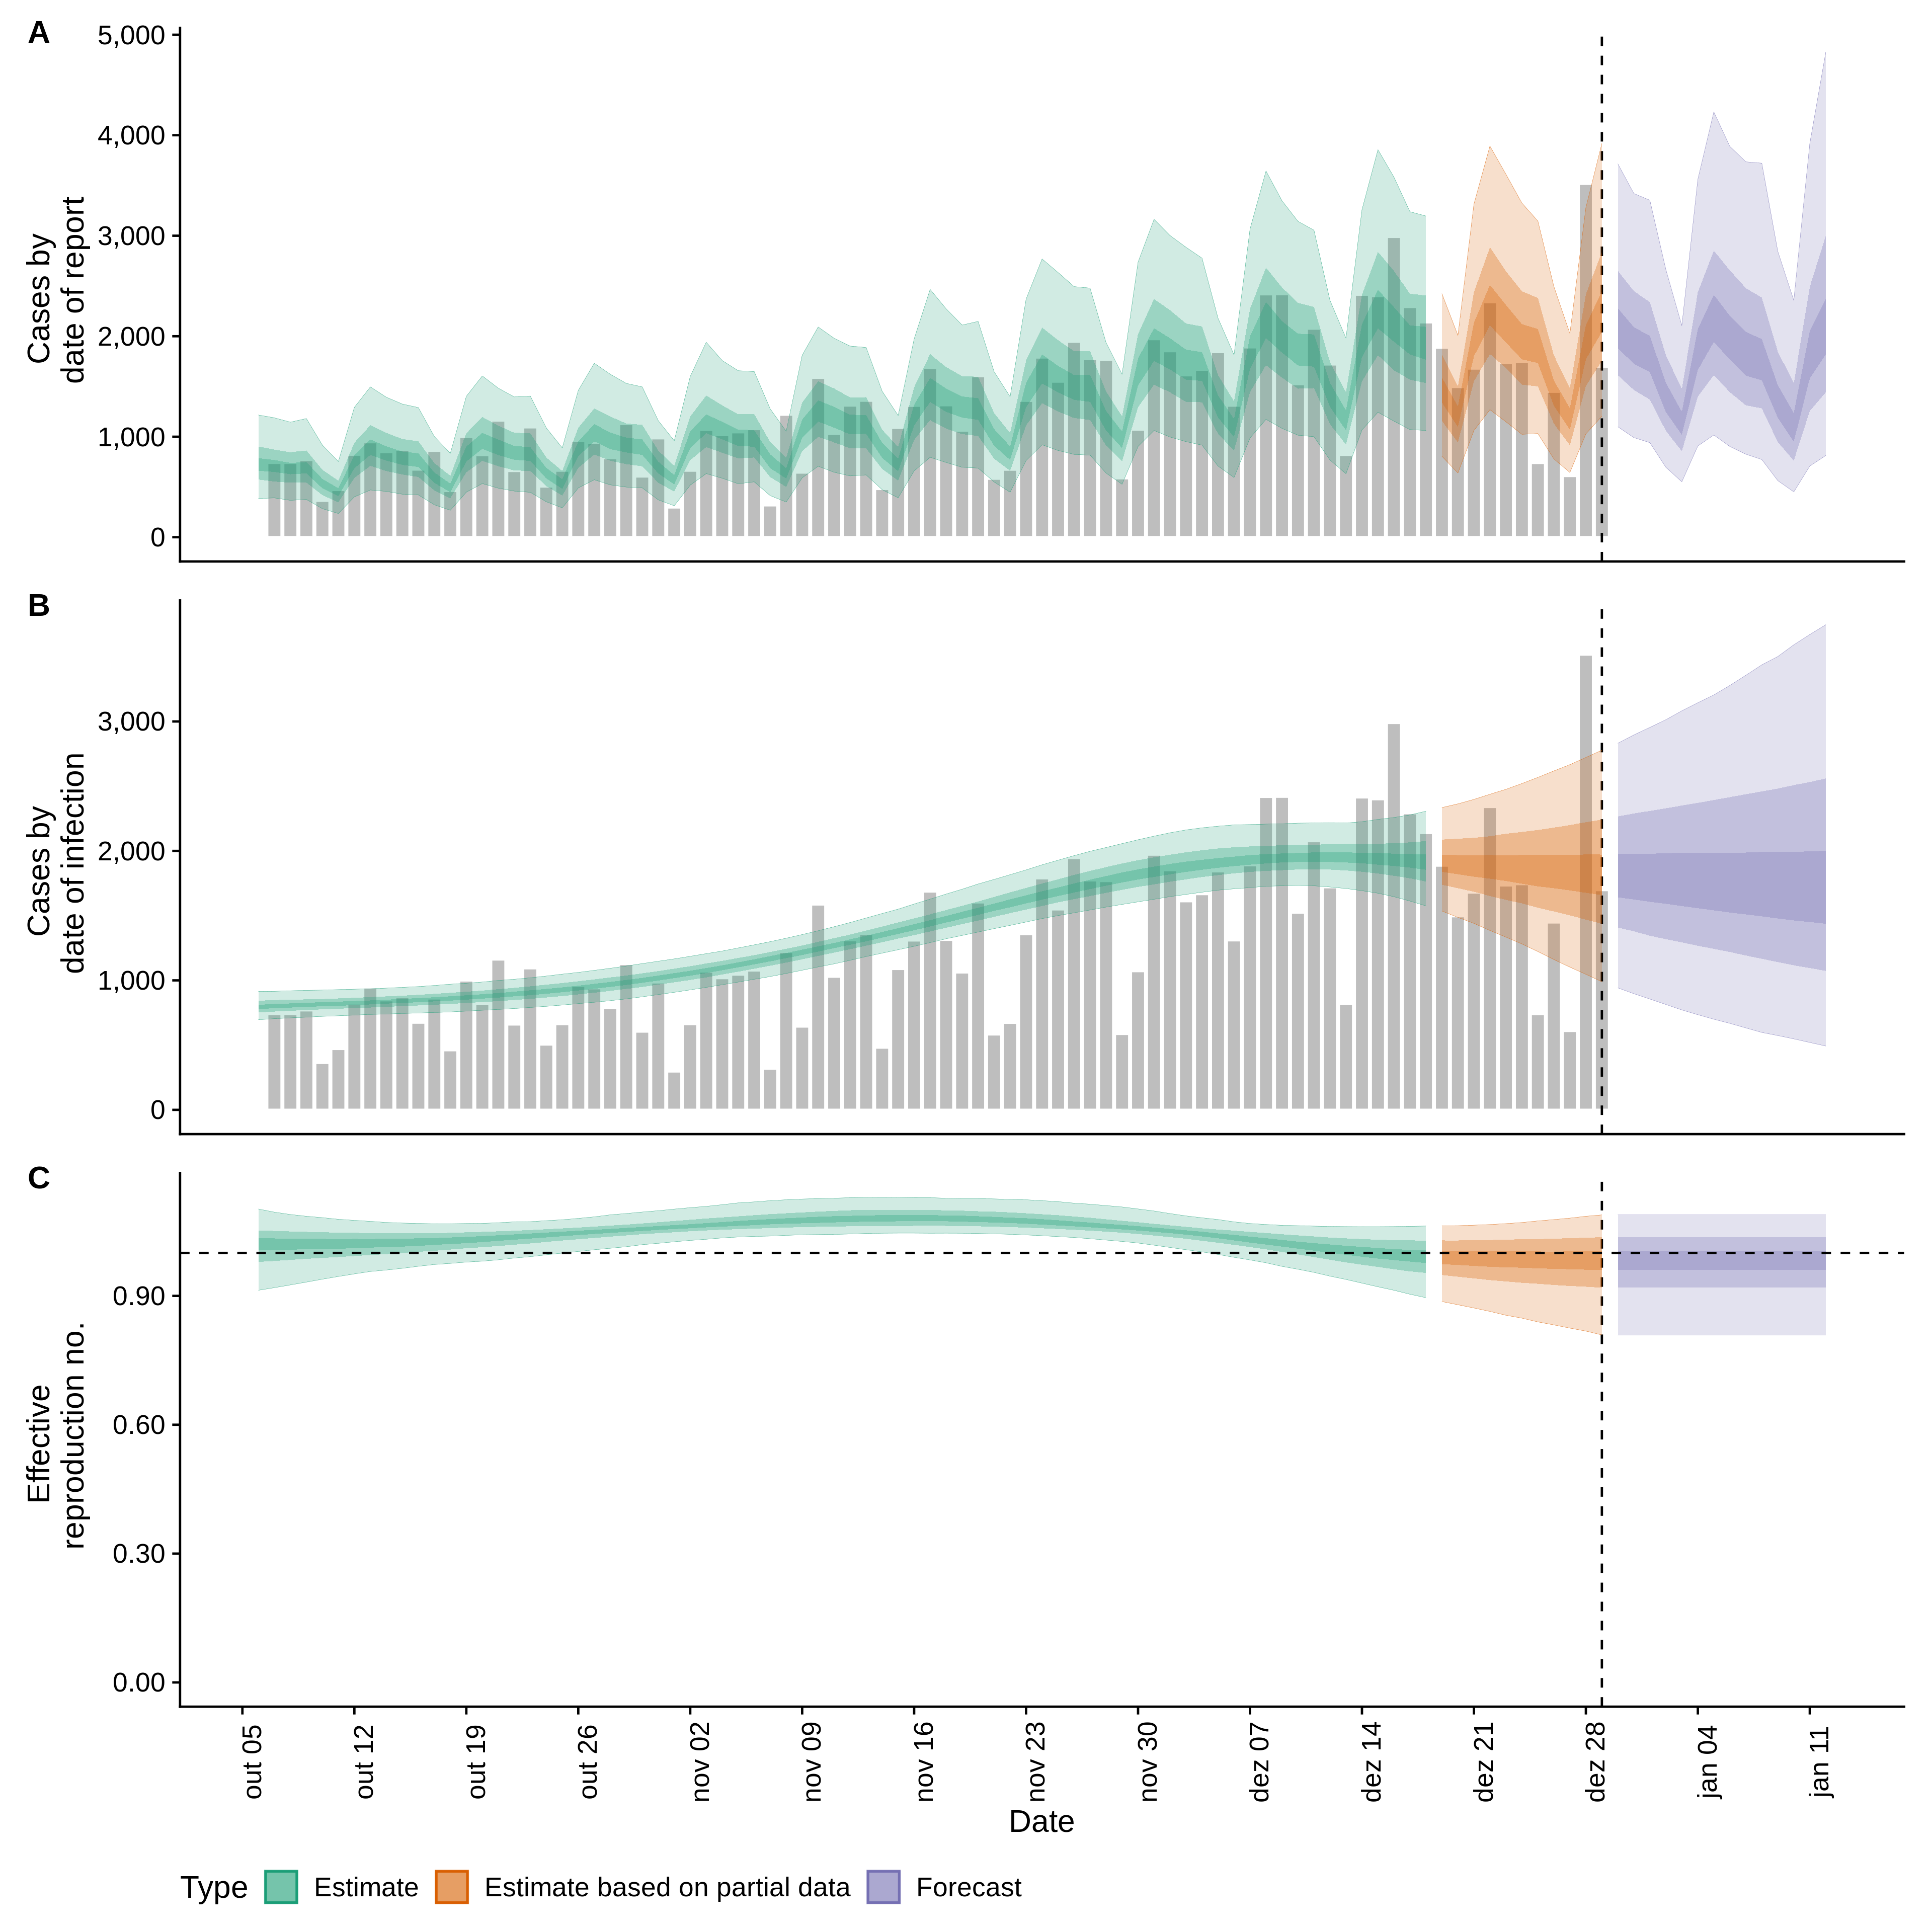 A
5,000
4,000
3,000
2,000
1,000
0
Cases by
date of report
B
3,000
2,000
1,000
0
Cases by
date of infection
C
0.90
0.60
0.30
0.00
Effective
reproduction no.
out 05
out 12
out 19
out 26
nov 02
nov 09
nov 16
nov 23
nov 30
dez 07
dez 14
dez 21
dez 28
jan 04
jan 11
Date
Type Estimate Estimate based on partial data Forecast